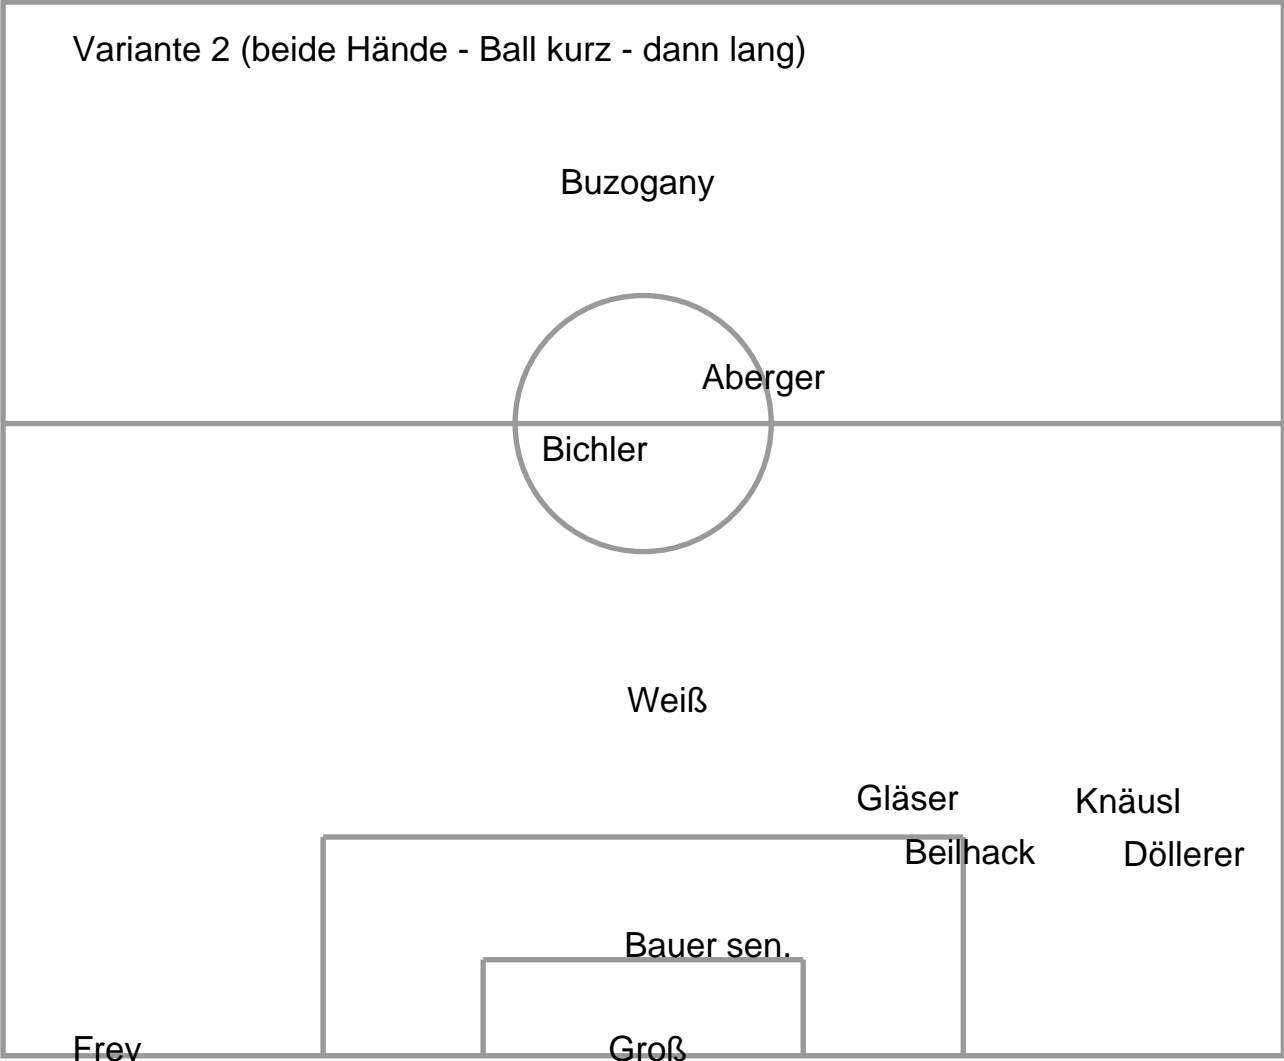 Variante 2 (beide Hände - Ball kurz - dann lang)
Buzogany
Aberger
Bichler
Weiß
Gläser
Knäusl
Beilhack
Döllerer
Bauer sen.
Frey
Groß